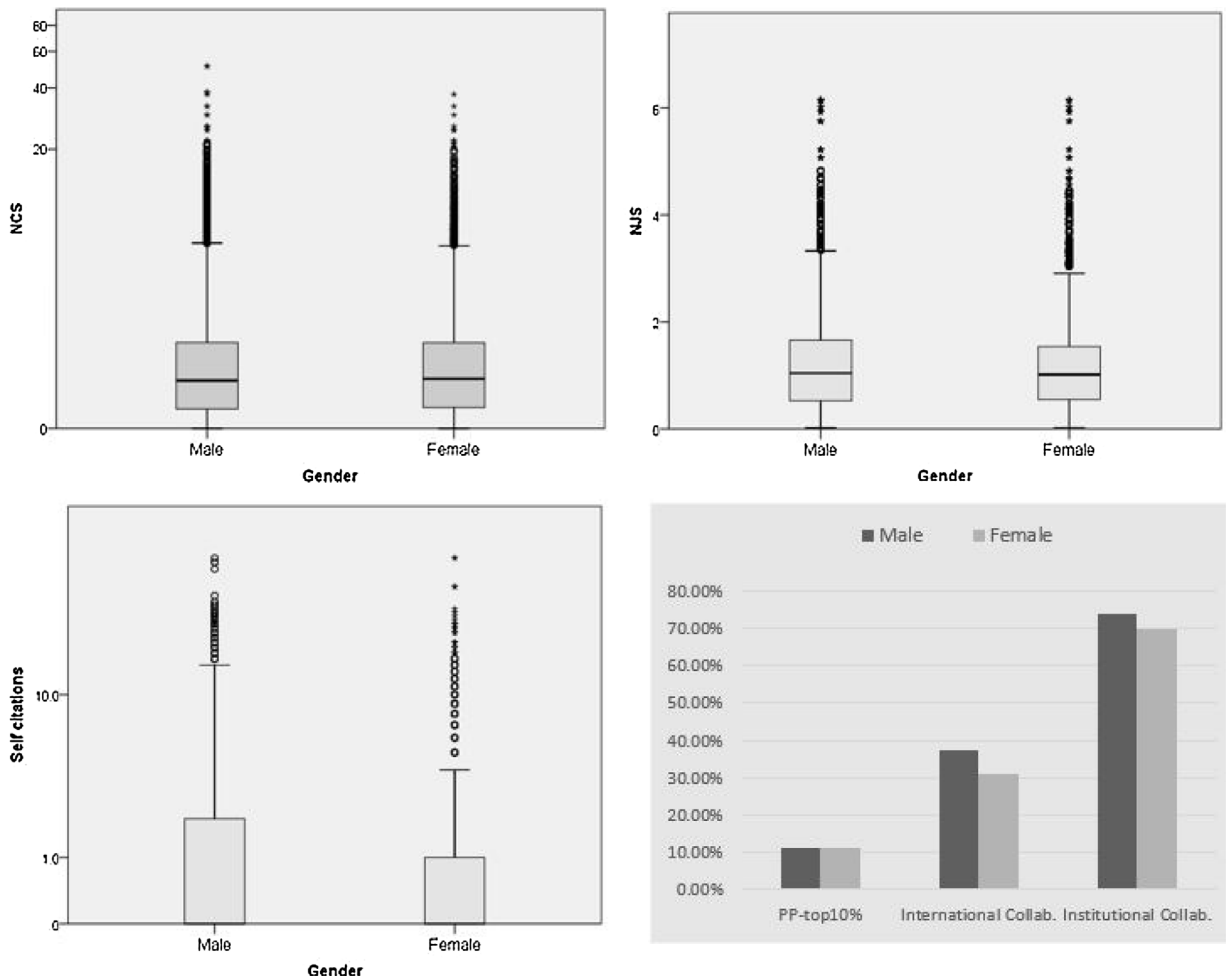 80
60
40
20
0
NCS
Male Female
Gender
6
4
2
0
NJS
Male Female
Gender
10.0
1.0
0
Self citations
Male Female
Gender
Male Female
80.00%
70.00%
60.00%
50.00%
40.00%
30.00%
20.00%
10.00%
0.00%
PP-top10% International Collab. Institutional Collab.